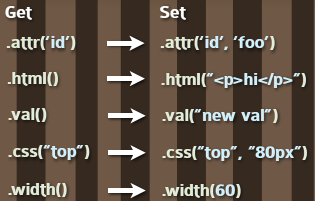 Get Set
.attr(‘id’) .attr(‘id’, ‘foo’)
.html() .html(“<p>hi</p>”)
.val() .val(“new val”)
.css(“top”) .css(“top”, “80px”)
.width() .width(60)